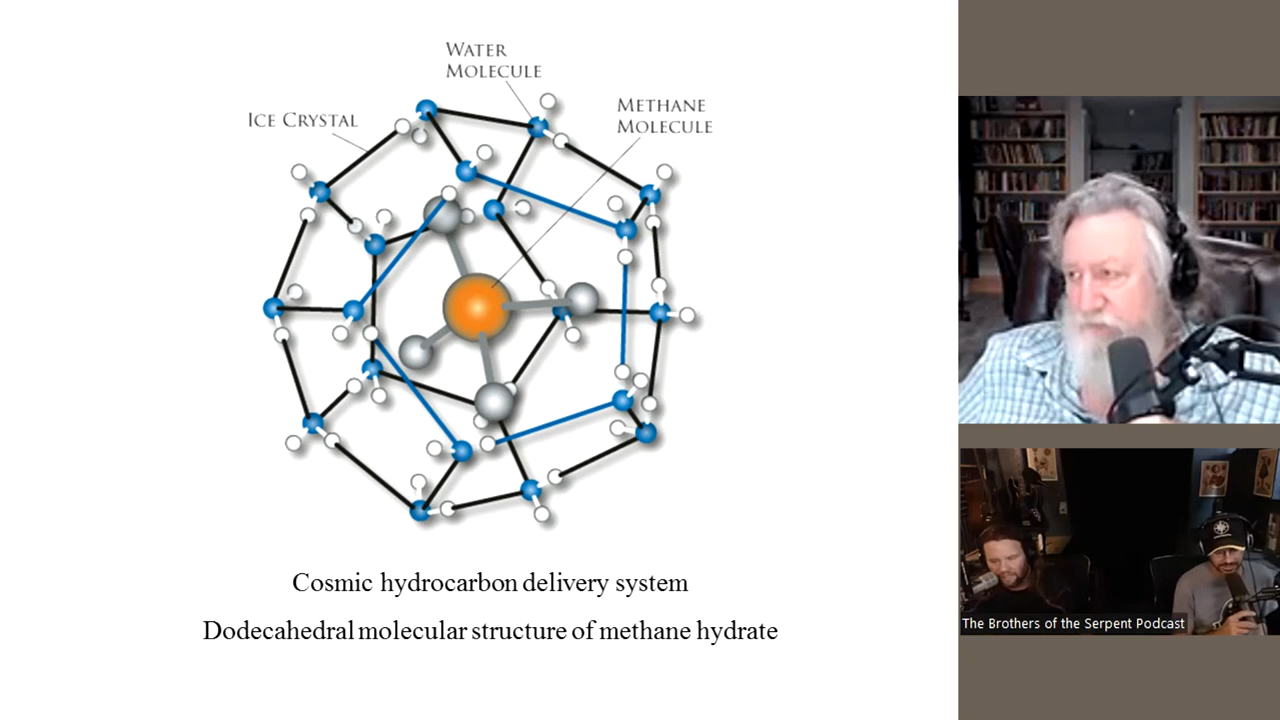 WATER
MOLECULE
METHANE
MOLECULE
ICE CRYSTAL
Cosmic hydrocarbon delivery system
Dodecahedral molecular structure of methane hydrate
The Brothers of the Serpent Podcast